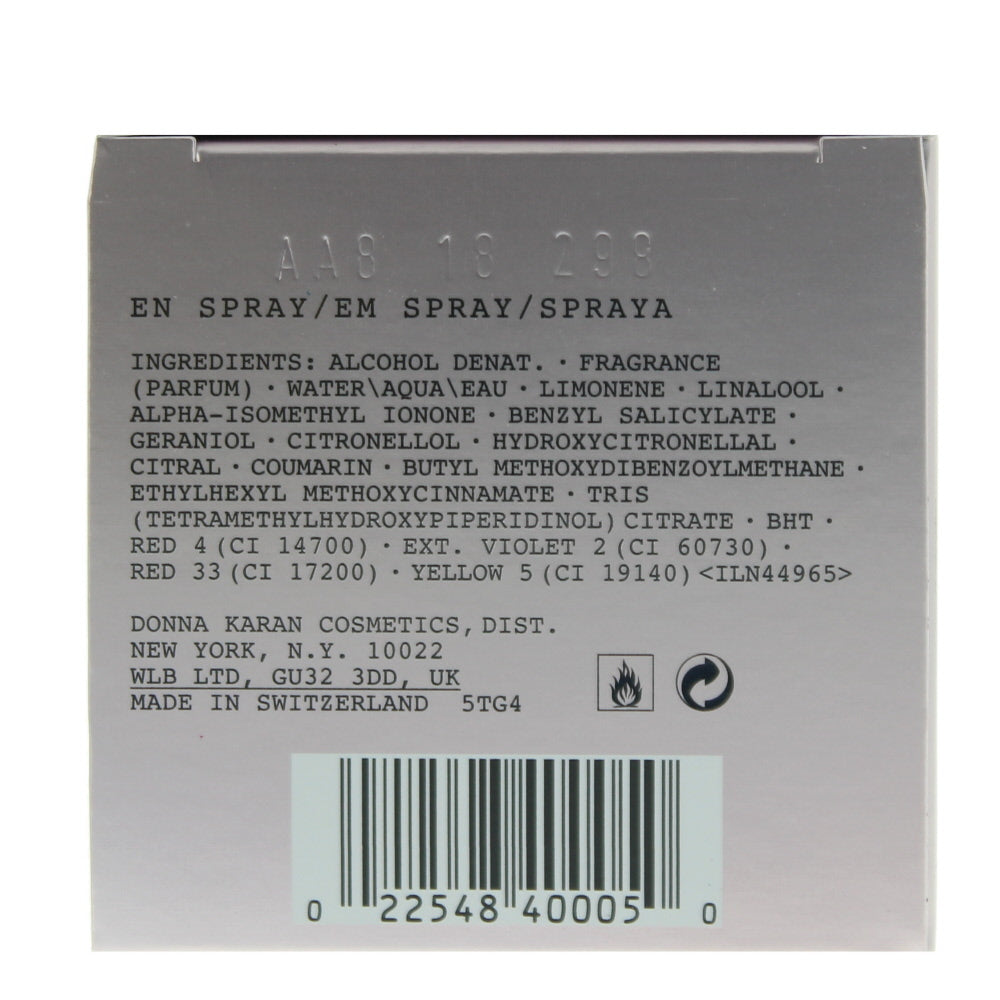 AA8 18 298
EN SPRAY/EM SPRAY/SPRAYA
INGREDIENTS: ALCOHOL DENAT. · FRAGRANCE
(PARFUM) · WATER\AQUA\EAU · LIMONENE · LINALOOL ·
ALPHA-ISOMETHYL IONONE · BENZYL SALICYLATE ·
GERANIOL · CITRONELLOL · HYDROXYCITRONELLAL ·
CITRAL · COUMARIN · BUTYL METHOXYDIBENZOYLMETHANE ·
ETHYLHEXYL METHOXYCINNAMATE · TRIS
(TETRAMETHYLHYDROXYPIPERIDINOL) CITRATE · BHT ·
RED 4 (CI 14700) · EXT. VIOLET 2 (CI 60730) ·
RED 33 (CI 17200) · YELLOW 5 (CI 19140) <ILN44965>
DONNA KARAN COSMETICS, DIST.
NEW YORK, N.Y. 10022
WLB LTD, GU32 3DD, UK
MADE IN SWITZERLAND 5TG4
0 22548 40005 0